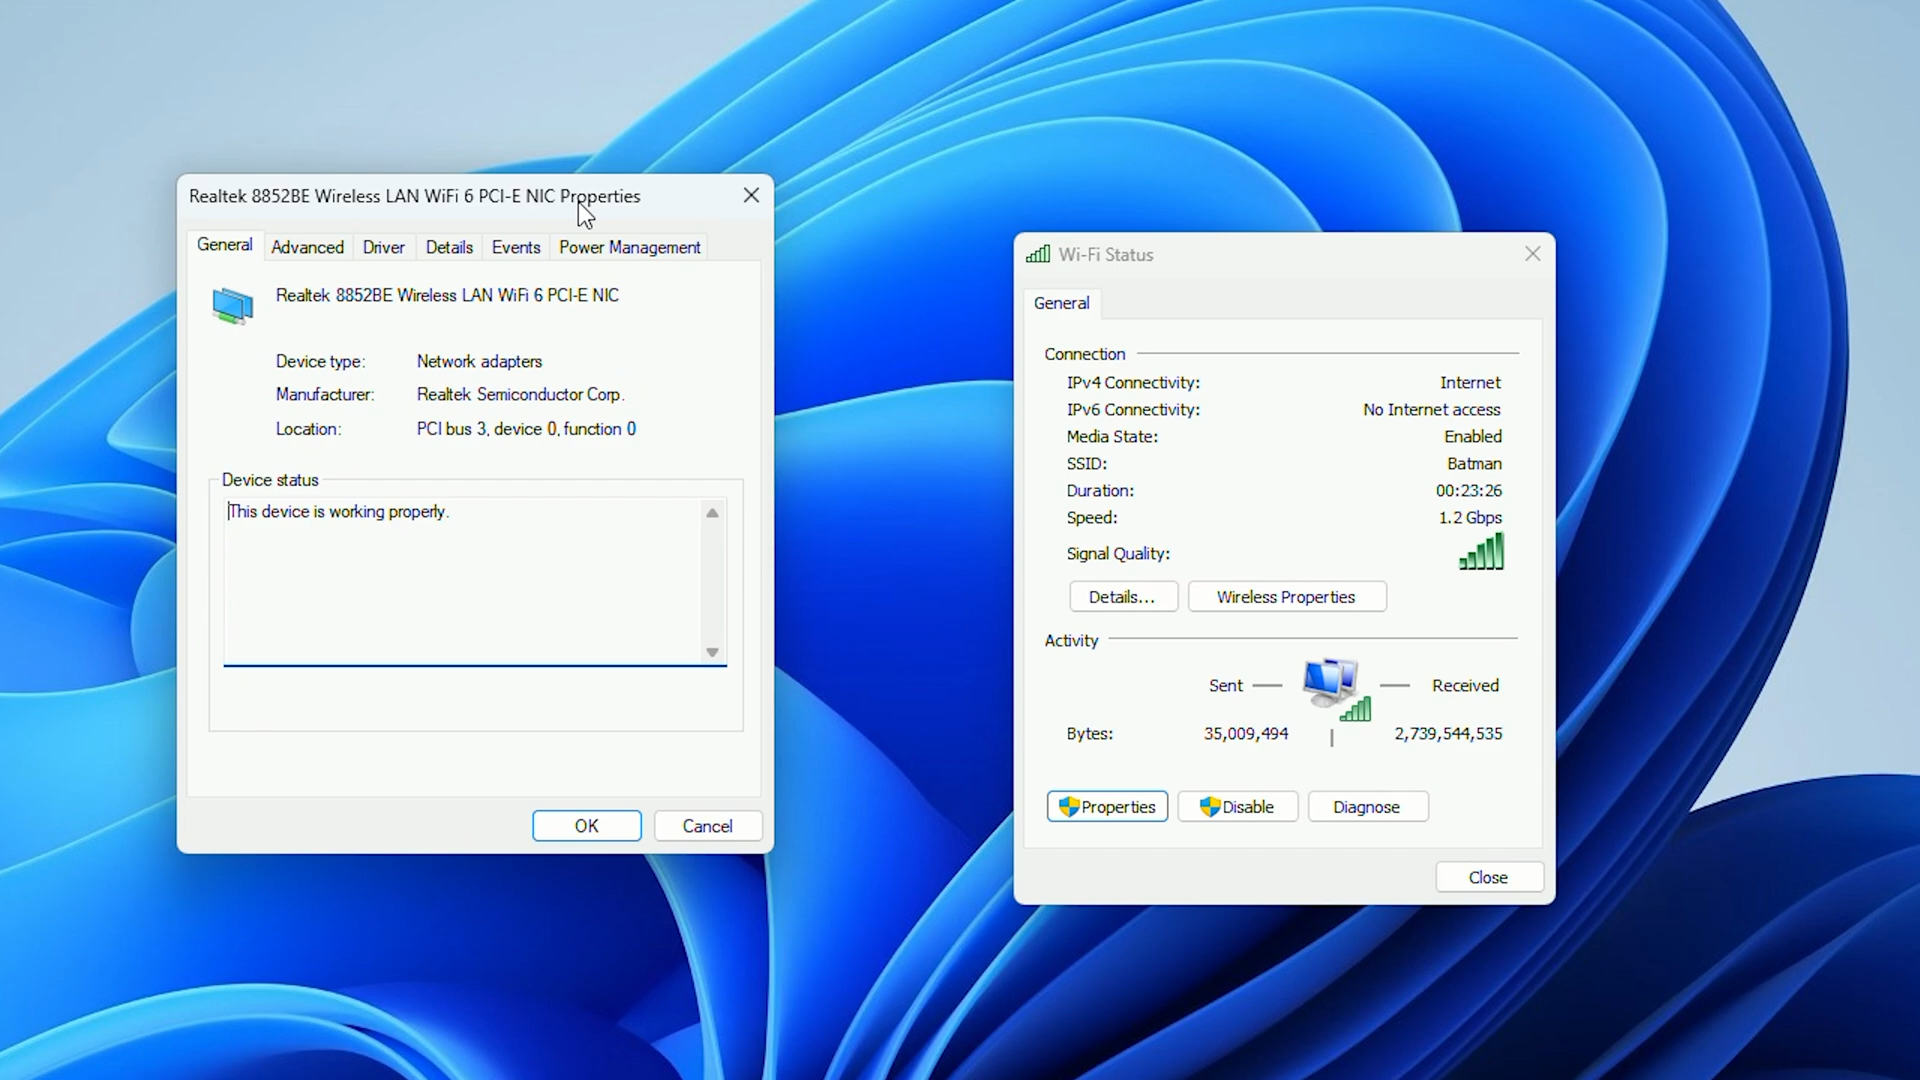 Realtek 8852BE Wireless LAN WiFi 6 PCI-E NIC Properties
General Advanced Driver Details Events Power Management
Realtek 8852BE Wireless LAN WiFi 6 PCI-E NIC
Device type: Network adapters
Manufacturer: Realtek Semiconductor Corp.
Location: PCI bus 3, device 0, function 0
Device status
This device is working properly.
OK Cancel
Wi-Fi Status
General
Connection
IPv4 Connectivity: Internet
IPv6 Connectivity: No Internet access
Media State: Enabled
SSID: Batman
Duration: 00:23:26
Speed: 1.2 Gbps
Signal Quality:
Details... Wireless Properties
Activity
Sent Received
Bytes: 35,009,494 2,739,544,535
Properties Disable Diagnose
Close